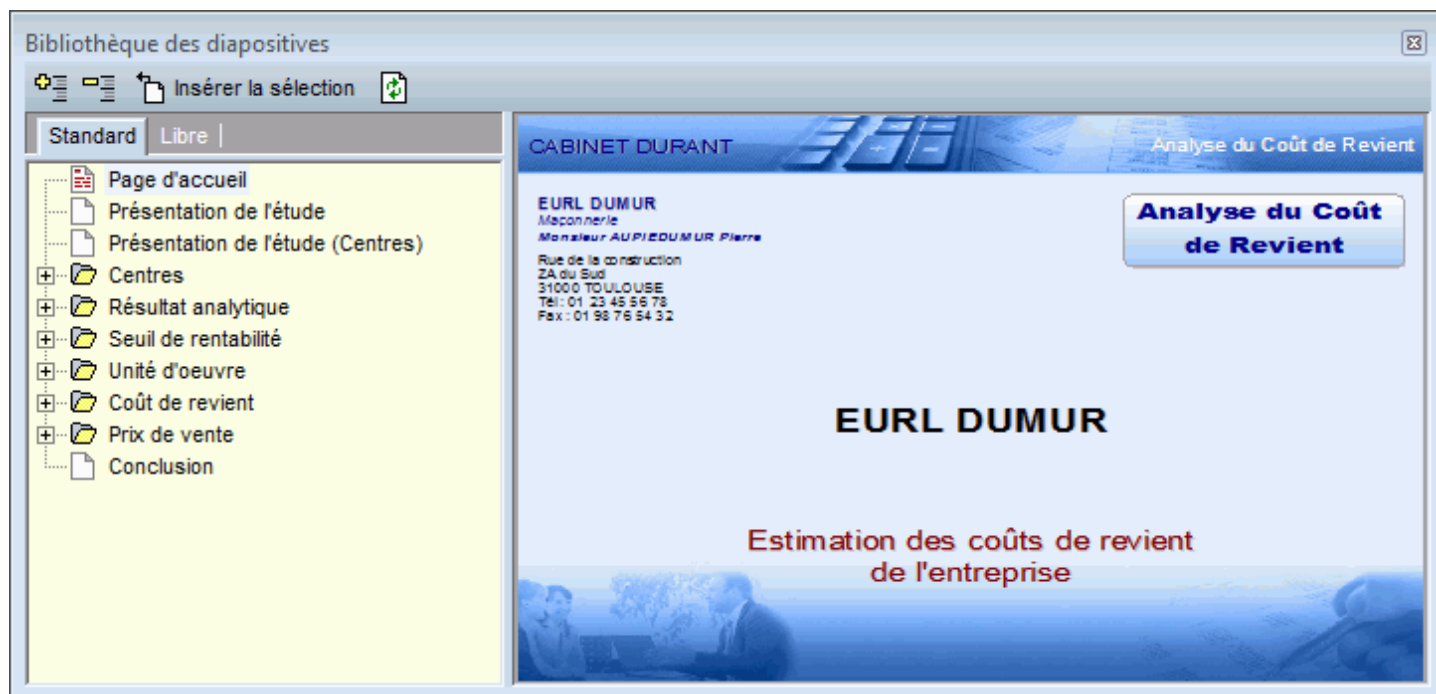 Bibliothèque des diapositives
Insérer la sélection
Standard Libre
Page d'accueil
Présentation de l'étude
Présentation de l'étude (Centres)
Centres
Résultat analytique
Seuil de rentabilité
Unité d'oeuvre
Coût de revient
Prix de vente
Conclusion
CABINET DURANT
Analyse du Coût de Revient
EURL DUMUR
Maçonnerie
Monsieur AUPIEDUMUR Pierre
Rue de la construction
ZA du Sud
31000 TOULOUSE
Tél : 01 23 45 56 78
Fax : 01 98 76 54 32
Analyse du Coût
de Revient
EURL DUMUR
Estimation des coûts de revient
de l'entreprise